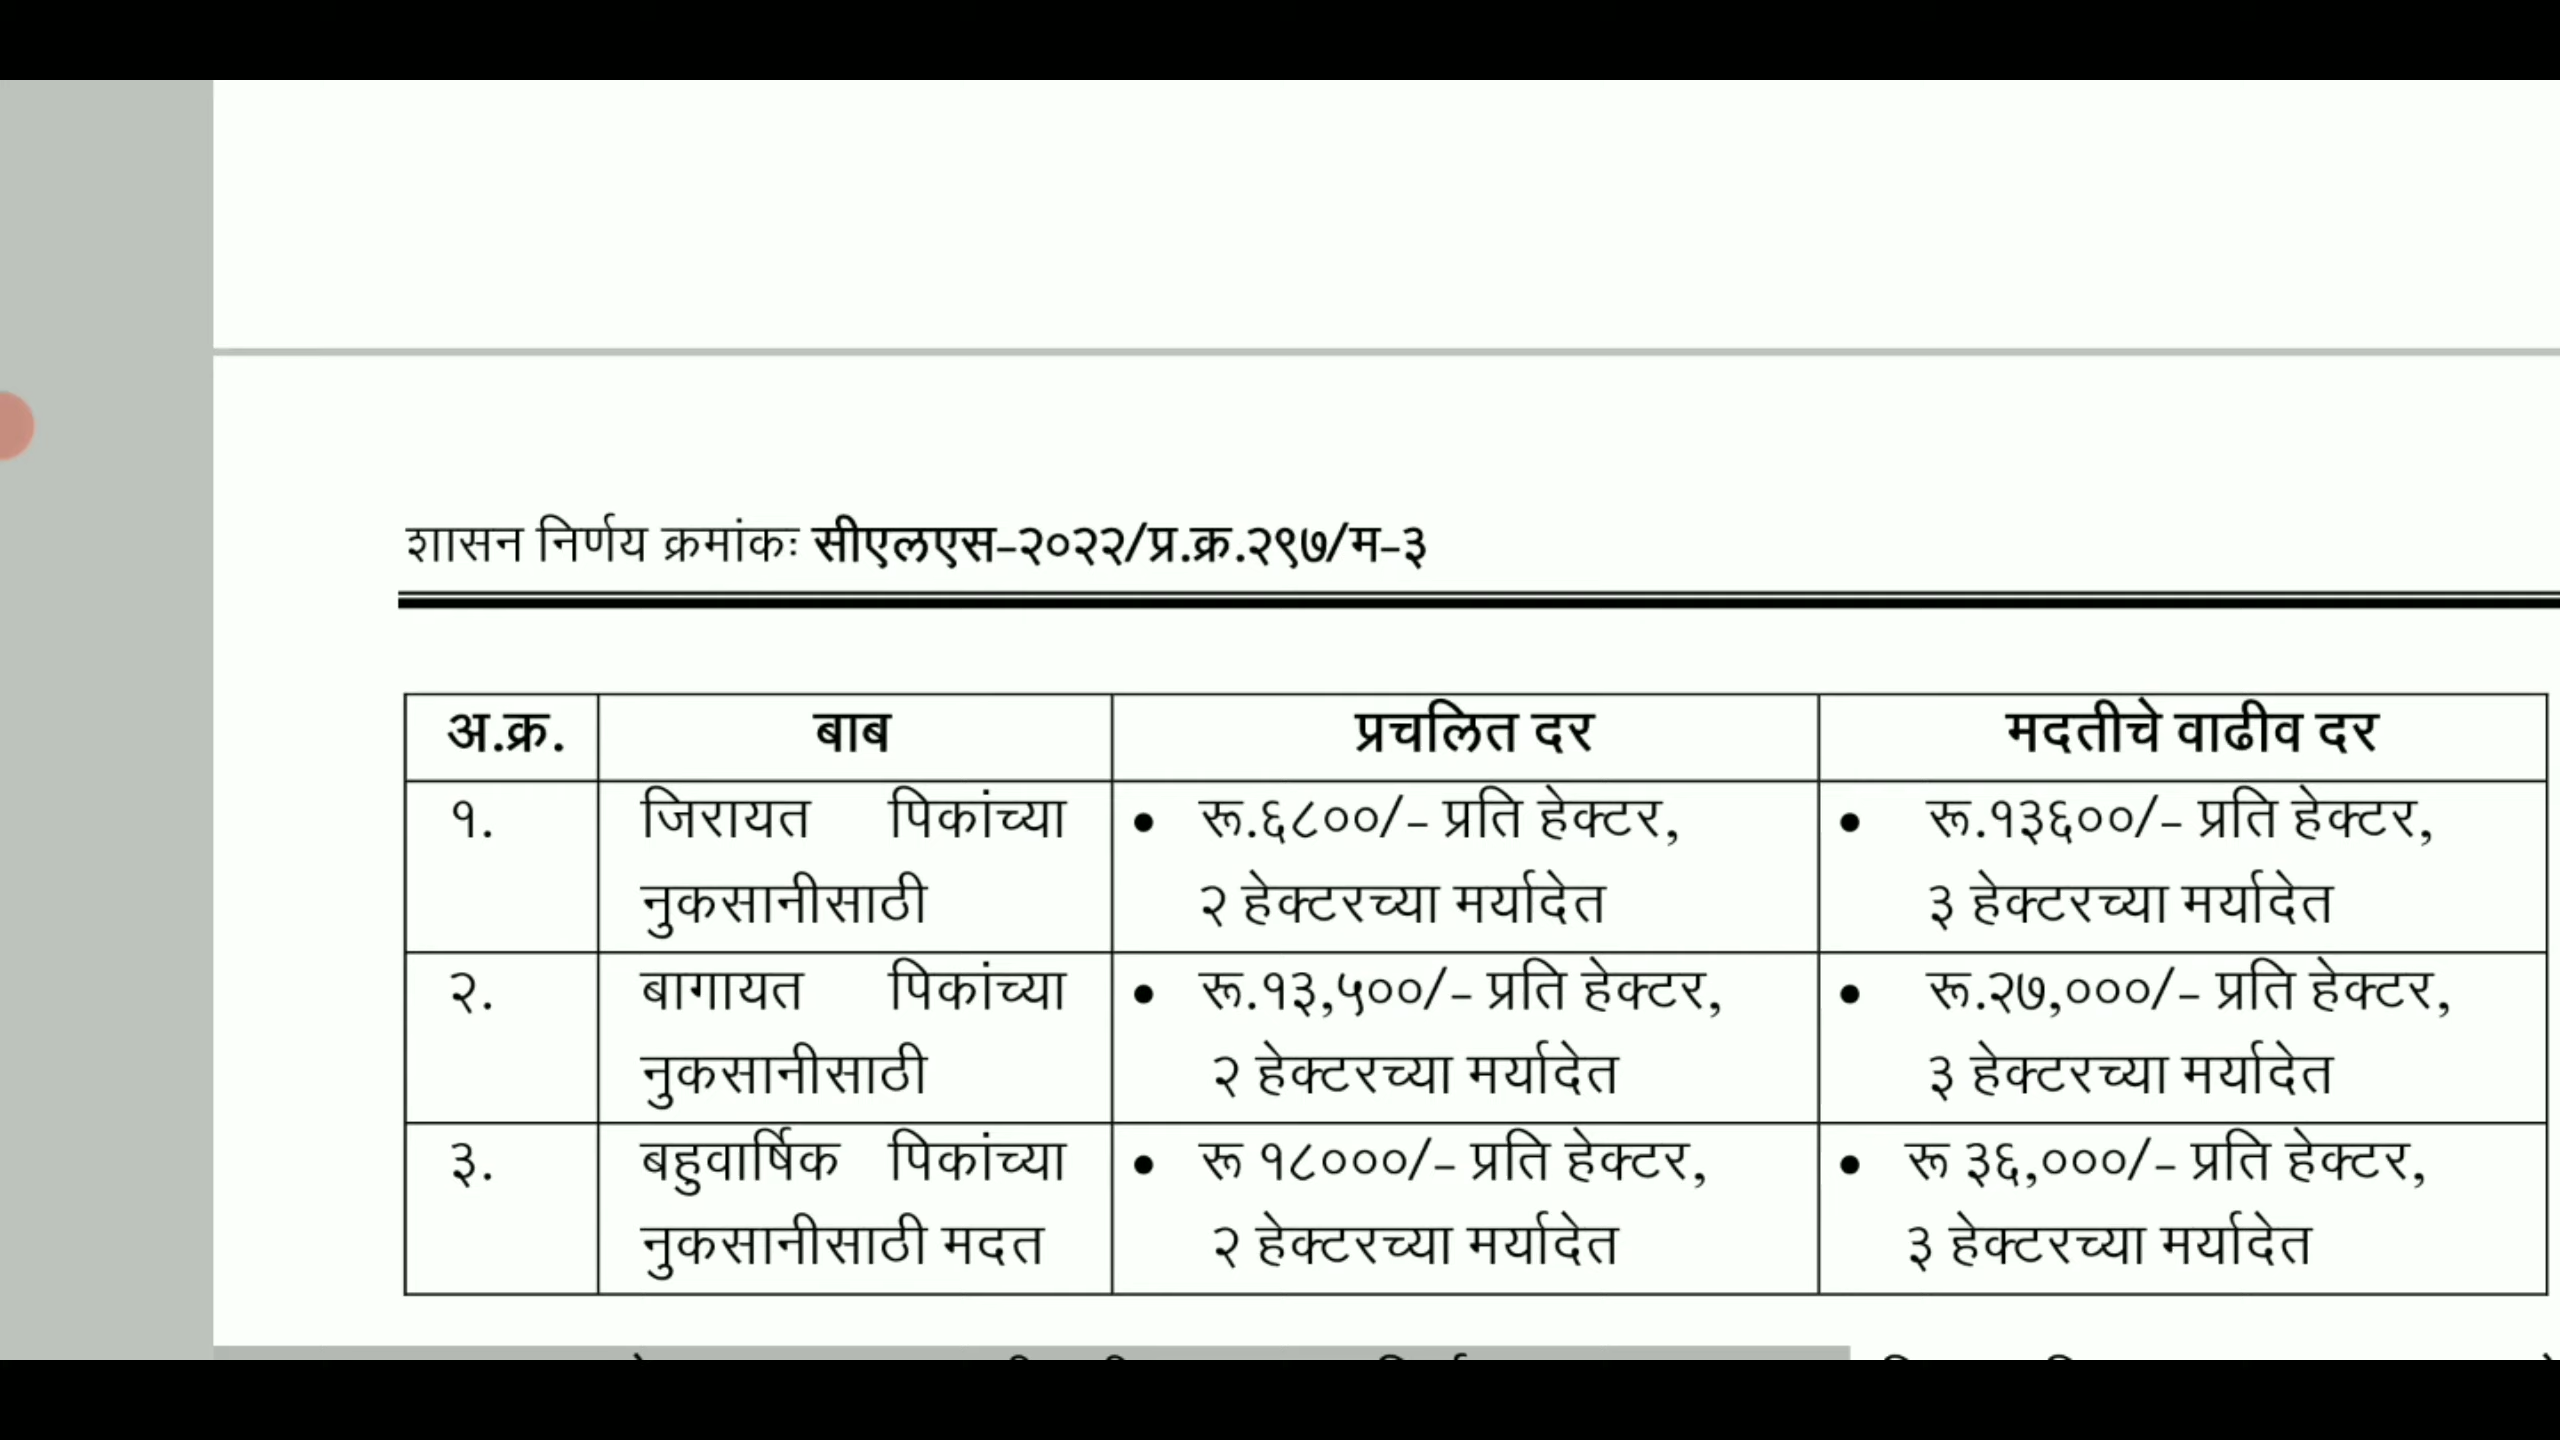 शासन निर्णय क्रमांकः सीएलएस-२०२२/प्र.क्र.२९७/म-३
अ.क्र. बाब प्रचलित दर मदतीचे वाढीव दर
१. जिरायत पिकांच्या • रू.६८००/- प्रति हेक्टर, • रू.१३६००/- प्रति हेक्टर,
नुकसानीसाठी २ हेक्टरच्या मर्यादेत ३ हेक्टरच्या मर्यादेत
२. बागायत पिकांच्या • रू.१३,५००/- प्रति हेक्टर, • रू.२७,०००/- प्रति हेक्टर,
नुकसानीसाठी २ हेक्टरच्या मर्यादेत ३ हेक्टरच्या मर्यादेत
३. बहुवार्षिक पिकांच्या • रू १८०००/- प्रति हेक्टर, • रू ३६,०००/- प्रति हेक्टर,
नुकसानीसाठी मदत २ हेक्टरच्या मर्यादेत ३ हेक्टरच्या मर्यादेत